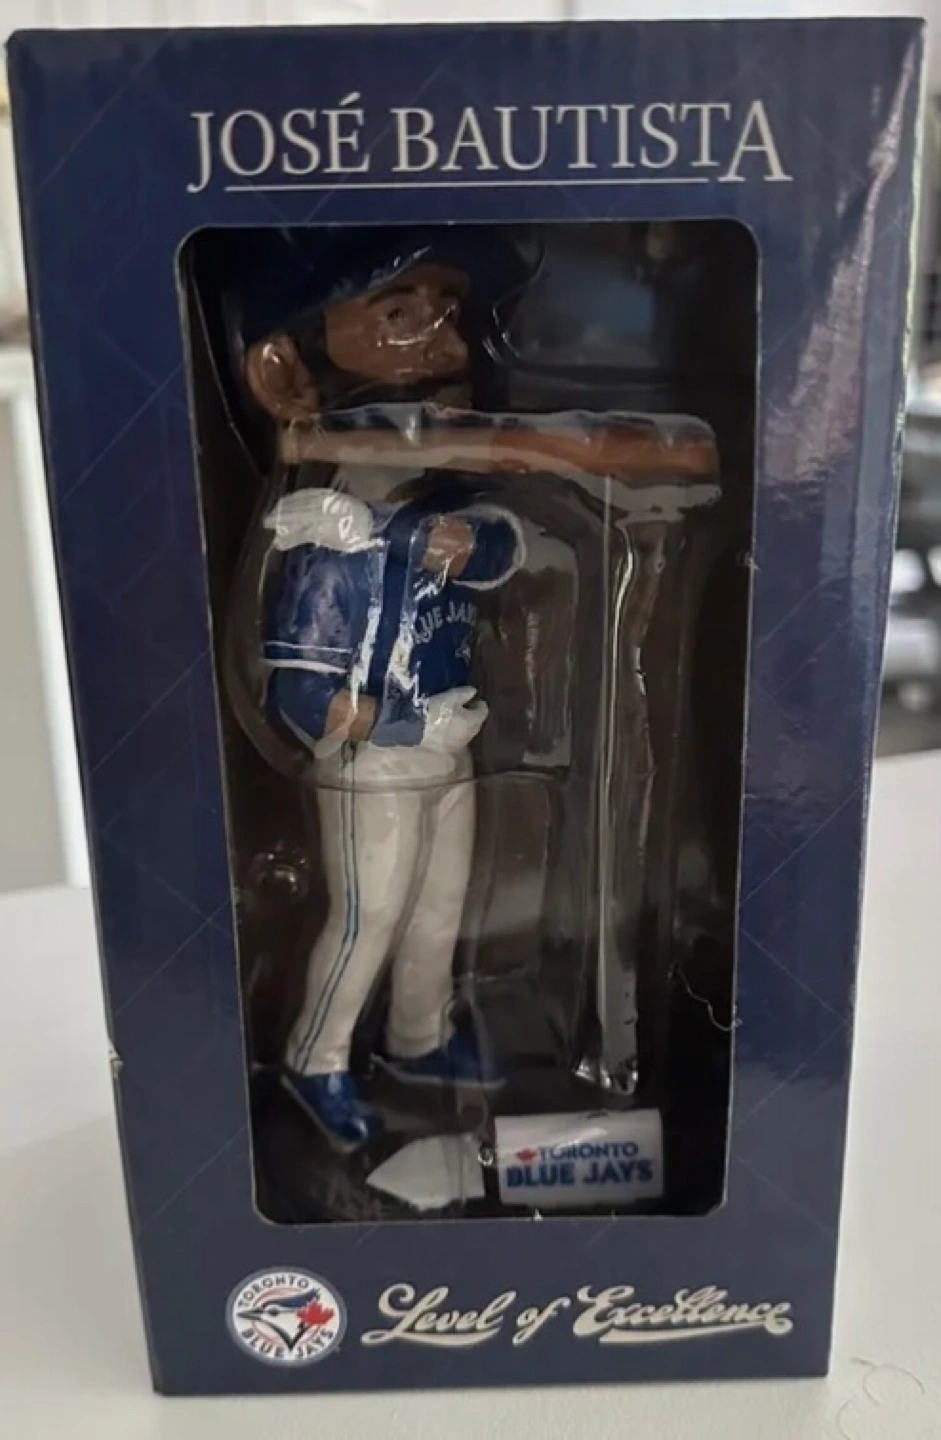 JOSÉ BAUTISTA
BLUE JAYS
TORONTO
BLUE JAYS
TORONTO
BLUE JAYS
Level of Excellence